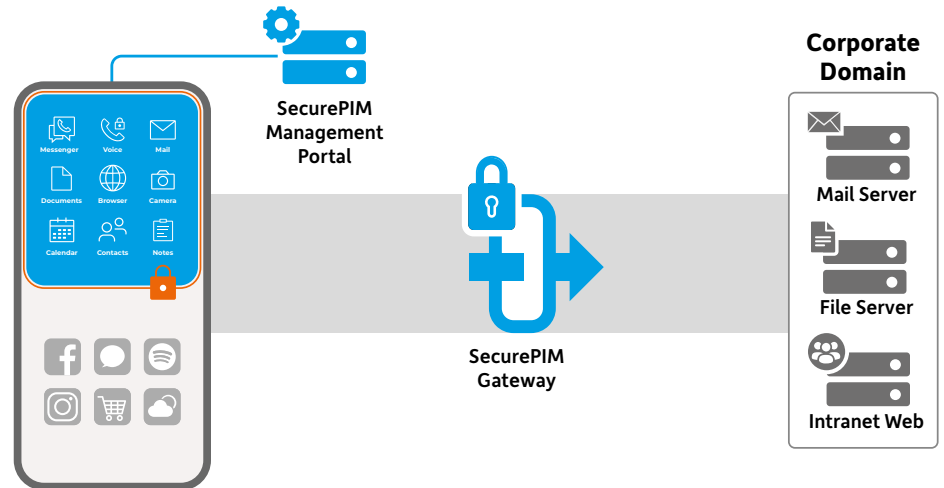 SecurePIM
Management
Portal
Corporate
Domain
Messenger
Voice
Mail
Documents
Browser
Camera
Calendar
Contacts
Notes
SecurePIM
Gateway
Mail Server
File Server
Intranet Web